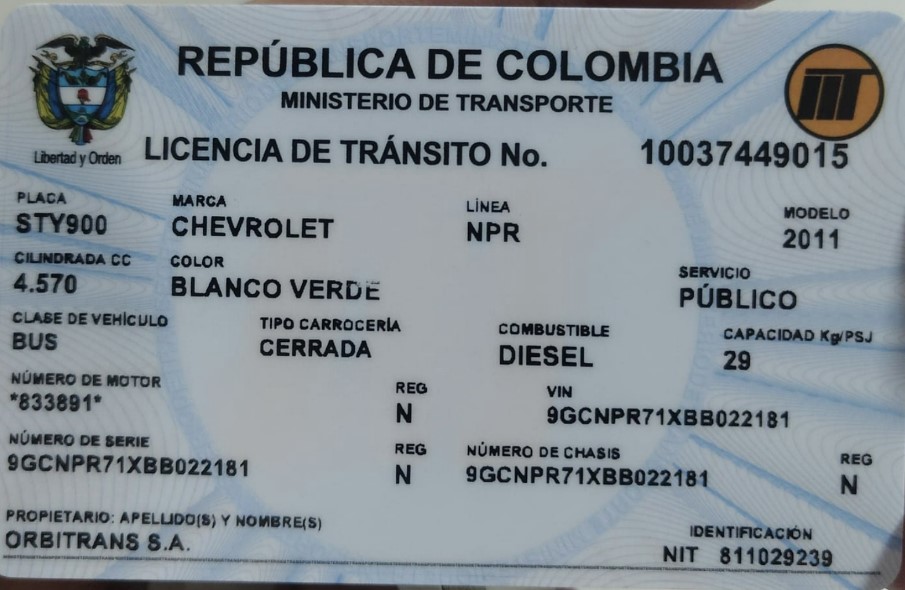 REPÚBLICA DE COLOMBIA
MINISTERIO DE TRANSPORTE
Libertad y Orden
LICENCIA DE TRÁNSITO No. 10037449015
PLACA MARCA LÍNEA MODELO
STY900 CHEVROLET NPR 2011
CILINDRADA CC COLOR SERVICIO
4.570 BLANCO VERDE PÚBLICO
CLASE DE VEHÍCULO TIPO CARROCERÍA COMBUSTIBLE CAPACIDAD Kg/PSJ
BUS CERRADA DIESEL 29
NÚMERO DE MOTOR REG VIN
*833891* N 9GCNPR71XBB022181
NÚMERO DE SERIE REG NÚMERO DE CHASIS REG
9GCNPR71XBB022181 N 9GCNPR71XBB022181 N
PROPIETARIO: APELLIDO(S) Y NOMBRE(S) IDENTIFICACIÓN
ORBITRANS S.A. NIT 811029239